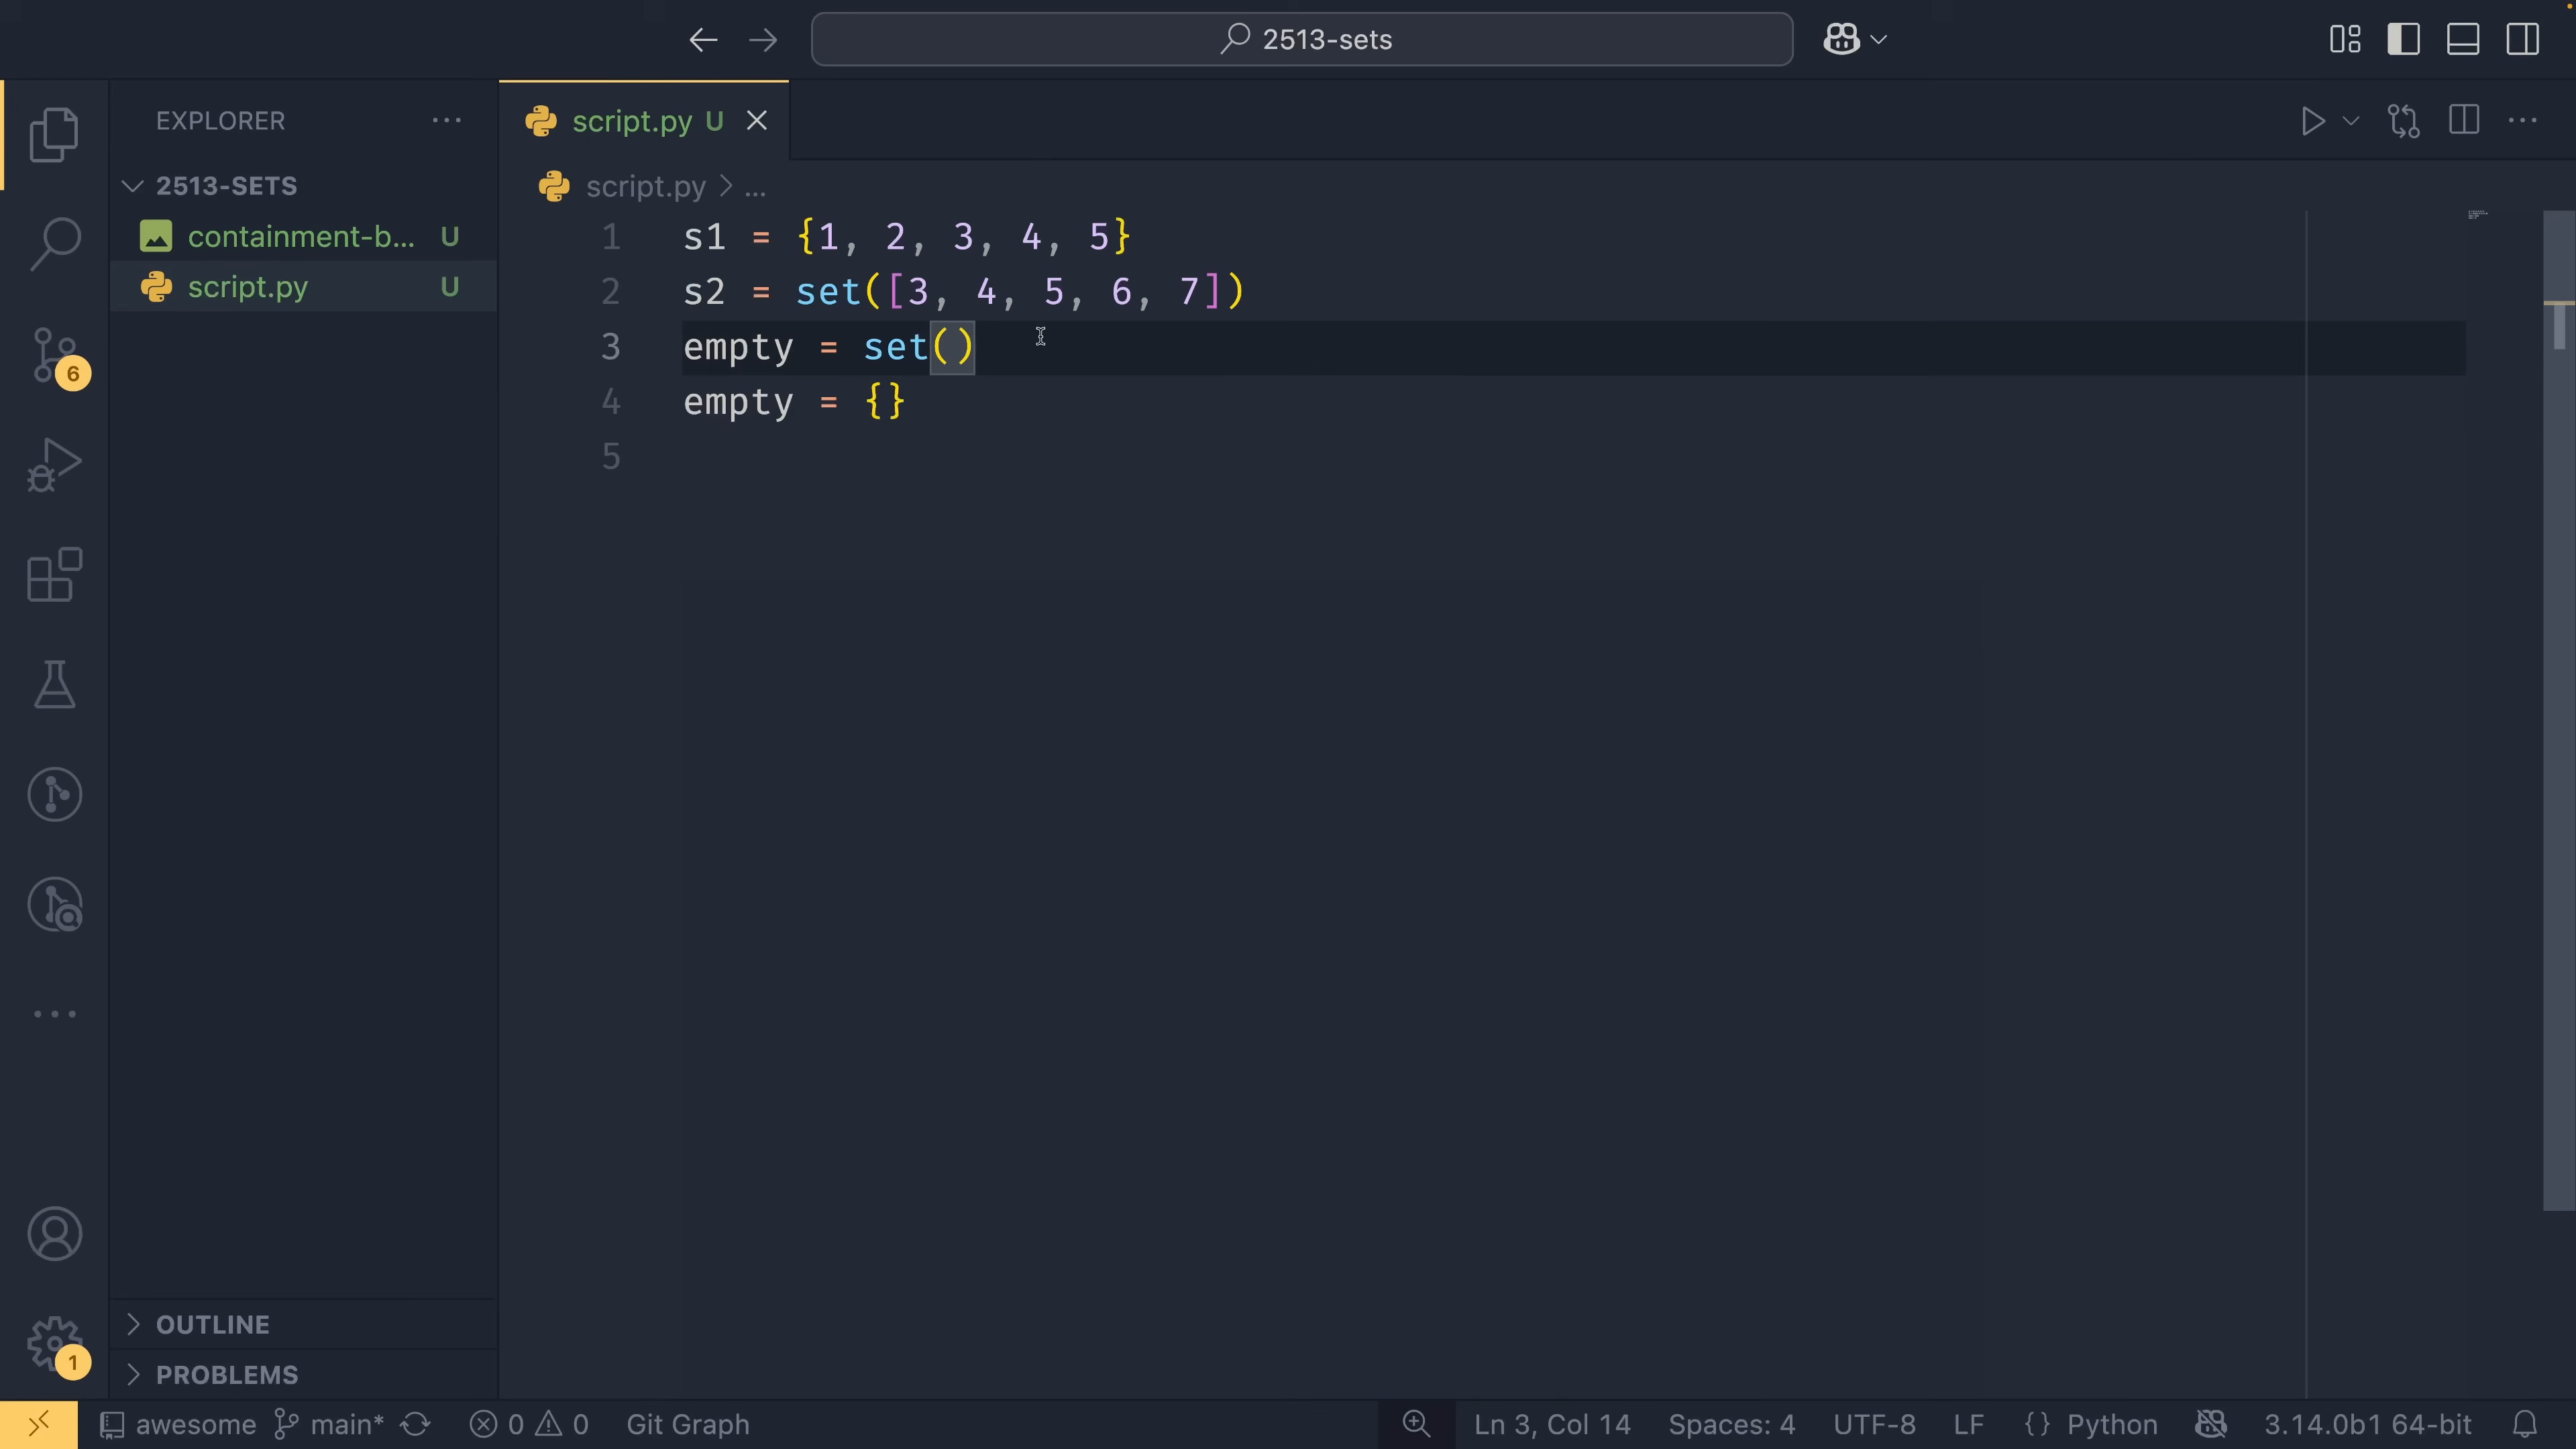 2513-sets
EXPLORER
2513-SETS
containment-b... U
script.py U
script.py U
script.py > ...
1 s1 = {1, 2, 3, 4, 5}
2 s2 = set([3, 4, 5, 6, 7])
3 empty = set()
4 empty = {}
5
6
1
OUTLINE
PROBLEMS
awesome main* 0 0 Git Graph Ln 3, Col 14 Spaces: 4 UTF-8 LF {} Python 3.14.0b1 64-bit